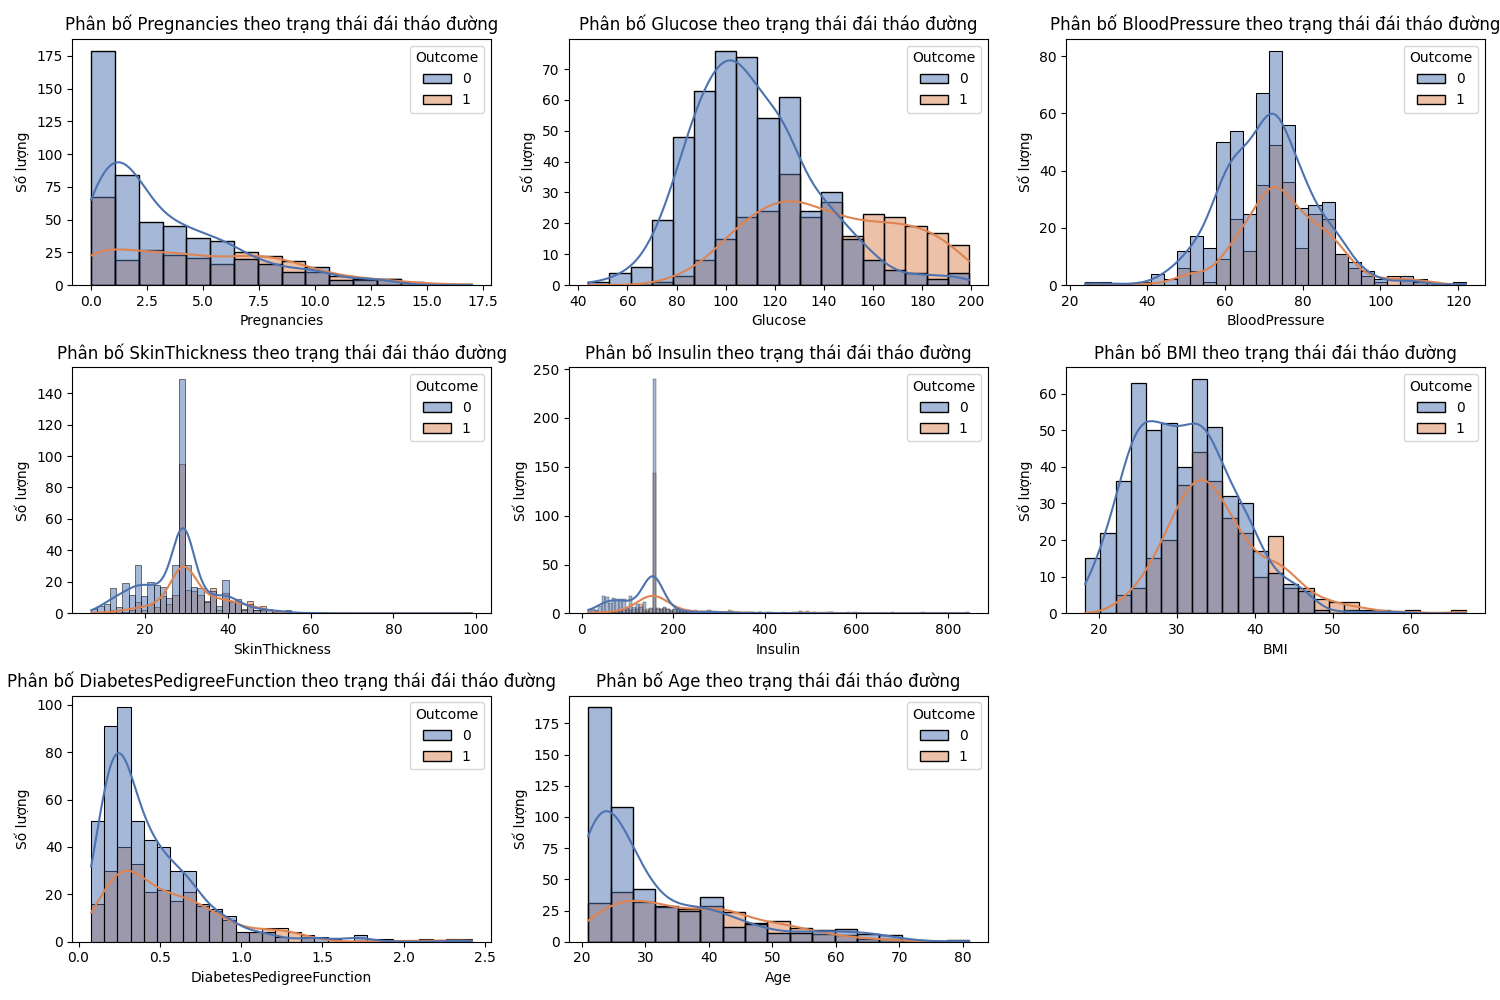 Phân bố Pregnancies theo trạng thái đái tháo đường
Số lượng
175
150
125
100
75
50
25
0
0.0 2.5 5.0 7.5 10.0 12.5 15.0 17.5
Pregnancies
Outcome
0
1
Phân bố Glucose theo trạng thái đái tháo đường
Số lượng
70
60
50
40
30
20
10
0
40 60 80 100 120 140 160 180 200
Glucose
Outcome
0
1
Phân bố BloodPressure theo trạng thái đái tháo đường
Số lượng
80
60
40
20
0
20 40 60 80 100 120
BloodPressure
Outcome
0
1
Phân bố SkinThickness theo trạng thái đái tháo đường
Số lượng
140
120
100
80
60
40
20
0
20 40 60 80 100
SkinThickness
Outcome
0
1
Phân bố Insulin theo trạng thái đái tháo đường
Số lượng
250
200
150
100
50
0
0 200 400 600 800
Insulin
Outcome
0
1
Phân bố BMI theo trạng thái đái tháo đường
Số lượng
60
50
40
30
20
10
0
20 30 40 50 60
BMI
Outcome
0
1
Phân bố DiabetesPedigreeFunction theo trạng thái đái tháo đường
Số lượng
100
80
60
40
20
0
0.0 0.5 1.0 1.5 2.0 2.5
DiabetesPedigreeFunction
Outcome
0
1
Phân bố Age theo trạng thái đái tháo đường
Số lượng
175
150
125
100
75
50
25
0
20 30 40 50 60 70 80
Age
Outcome
0
1